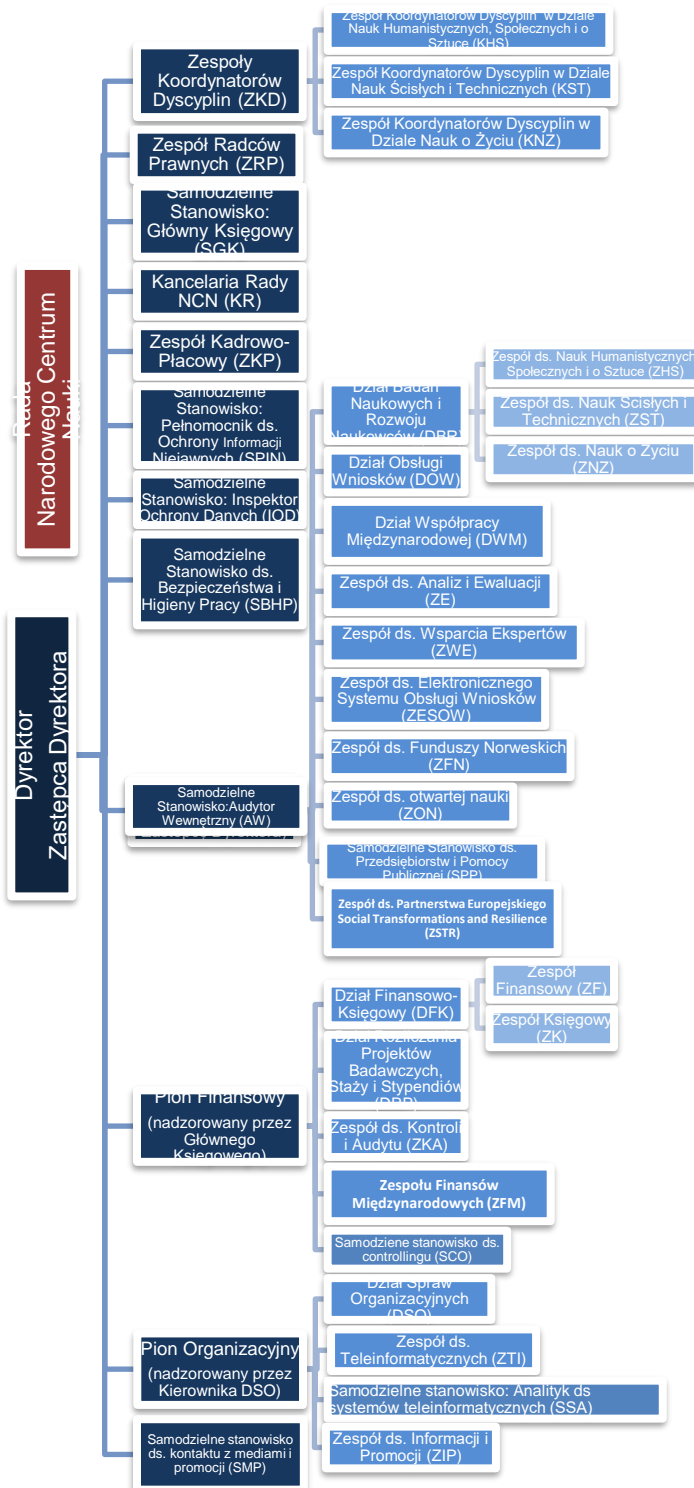 Rada
Narodowego Centrum
Nauki
Dyrektor
Zastępca Dyrektora
Zespoły
Koordynatorów
Dyscyplin (ZKD)
Zespół Koordynatorów Dyscyplin w Dziale
Nauk Humanistycznych, Społecznych i o
Sztuce (KHS)
Zespół Koordynatorów Dyscyplin w Dziale
Nauk Ścisłych i Technicznych (KST)
Zespół Koordynatorów Dyscyplin w
Dziale Nauk o Życiu (KNZ)
Zespół Radców
Prawnych (ZRP)
Samodzielne
Stanowisko:
Główny Księgowy
(SGK)
Kancelaria Rady
NCN (KR)
Zespół Kadrowo-
Płacowy (ZKP)
Samodzielne
Stanowisko:
Pełnomocnik ds.
Ochrony Informacji
Niejawnych (SPIN)
Samodzielne
Stanowisko: Inspektor
Ochrony Danych (IOD)
Samodzielne
Stanowisko ds.
Bezpieczeństwa i
Higieny Pracy (SBHP)
Samodzielne
Stanowisko:Audytor
Wewnętrzny (AW)
Dział Badań
Naukowych i
Rozwoju
Naukowców (DBR)
Zespół ds. Nauk Humanistycznych
Społecznych i o Sztuce (ZHS)
Zespół ds. Nauk Ścisłych i
Technicznych (ZST)
Zespół ds. Nauk o Życiu
(ZNZ)
Dział Obsługi
Wniosków (DOW)
Dział Współpracy
Międzynarodowej (DWM)
Zespół ds. Analiz i Ewaluacji
(ZE)
Zespół ds. Wsparcia Ekspertów
(ZWE)
Zespół ds. Elektronicznego
Systemu Obsługi Wniosków
(ZESOW)
Zespół ds. Funduszy Norweskich
(ZFN)
Zespół ds. otwartej nauki
(ZON)
Samodzielne Stanowisko ds.
Przedsiębiorstw i Pomocy
Publicznej (SPP)
Zespół ds. Partnerstwa Europejskiego
Social Transformations and Resilience
(ZSTR)
Pion Finansowy
(nadzorowany przez
Głównego
Księgowego)
Dział Finansowo-
Księgowy (DFK)
Zespół
Finansowy (ZF)
Zespół Księgowy
(ZK)
Dział Rozliczania
Projektów
Badawczych,
Staży i Stypendiów
(DRP)
Zespół ds. Kontroli
i Audytu (ZKA)
Zespołu Finansów
Międzynarodowych (ZFM)
Samodziene stanowisko ds.
controllingu (SCO)
Pion Organizacyjny
(nadzorowany przez
Kierownika DSO)
Dział Spraw
Organizacyjnych
(DSO)
Zespół ds.
Teleinformatycznych (ZTI)
Samodzielne stanowisko: Analityk ds
systemów teleinformatycznych (SSA)
Zespół ds. Informacji i
Promocji (ZIP)
Samodzielne stanowisko
ds. kontaktu z mediami i
promocji (SMP)